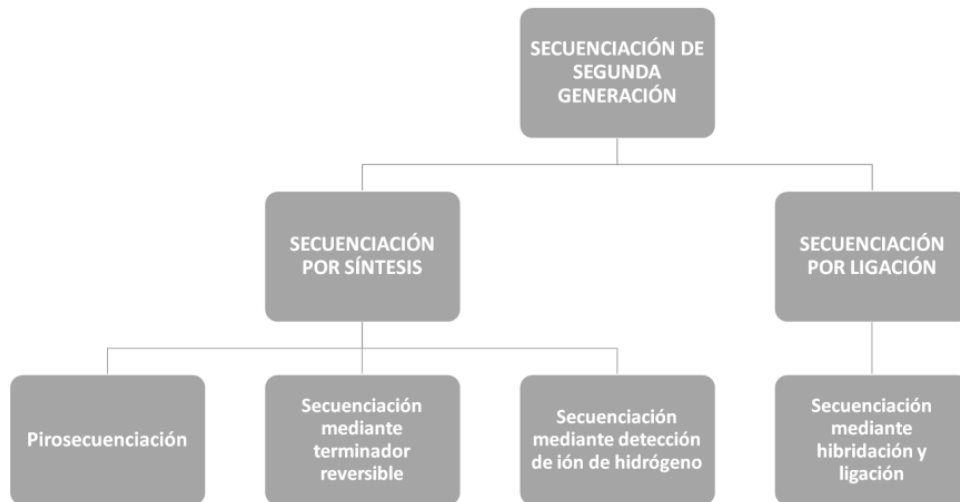 SECUENCIACIÓN DE
SEGUNDA
GENERACIÓN
SECUENCIACIÓN
POR SÍNTESIS
SECUENCIACIÓN
POR LIGACIÓN
Pirosecuenciación
Secuenciación
mediante
terminador
reversible
Secuenciación
mediante detección
de ión de hidrógeno
Secuenciación
mediante
hibridación y
ligación